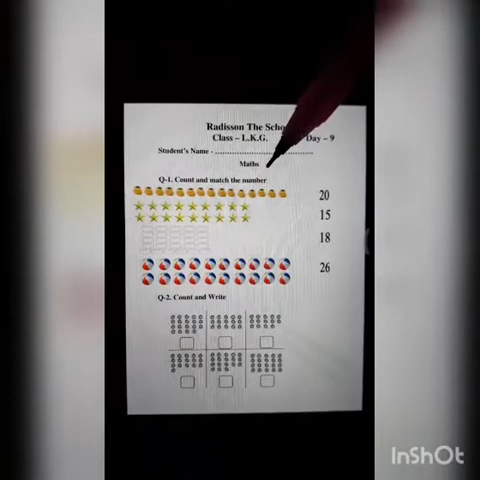 Radisson The Scho
Class – L.K.G. Day – 9
Student's Name - ..............................
Maths
Q-1. Count and match the number
20
15
18
26
Q-2. Count and Write
InShOt